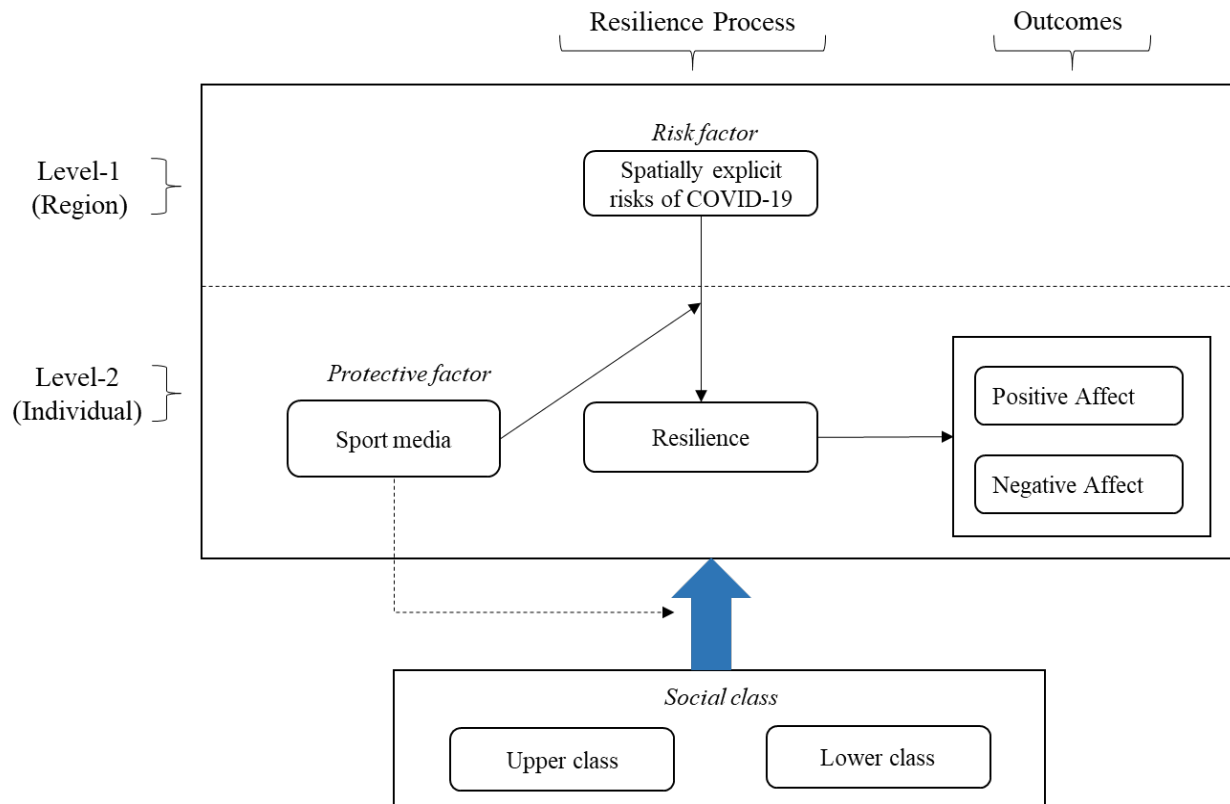 Resilience Process
Outcomes
Risk factor
Level-1
(Region)
Spatially explicit
risks of COVID-19
Level-2
(Individual)
Protective factor
Sport media
Resilience
Positive Affect
Negative Affect
Social class
Upper class
Lower class